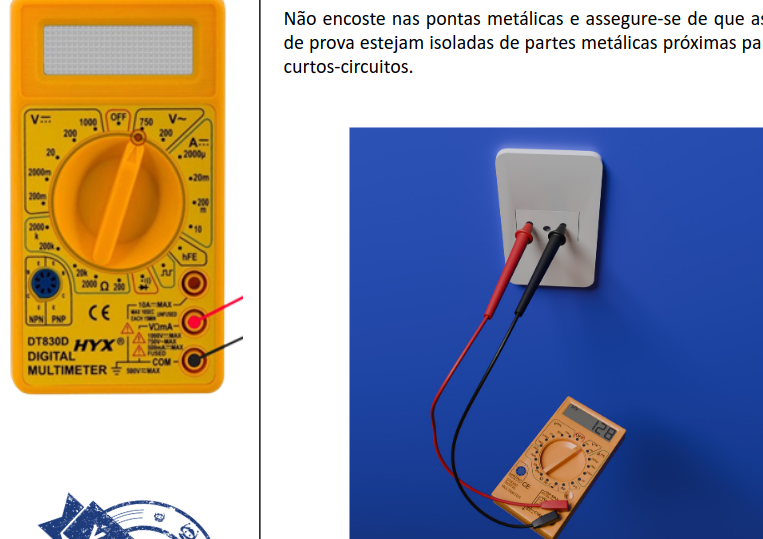 Não encoste nas pontas metálicas e assegure-se de que as
de prova estejam isoladas de partes metálicas próximas pa
curtos-circuitos.
V
1000
OFF
750
V~
200
200
A
20
2000µ
2000m
20m
200m
200
m
2000
k
10
200k
hFE
20k
2000
Ω
200
NPN
PNP
CE
10A MAX
MAX 10SEC UNFUSED
EACH 15MIN
VΩmA
1000V MAX
750V~MAX
FUSED
COM
500V MAX
DT830D HYX®
DIGITAL
MULTIMETER
128